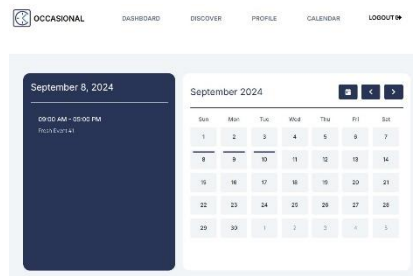 OCCASIONAL
DASHBOARD DISCOVER PROFILE CALENDAR LOGOUT
September 8, 2024
09:00 AM - 05:00 PM
Fresh Event 41
September 2024
Sun Mon Tue Wed Thu Fri Sat
1 2 3 4 5 6 7
8 9 10 11 12 13 14
15 16 17 18 19 20 21
22 23 24 25 26 27 28
29 30 1 2 3 4 5